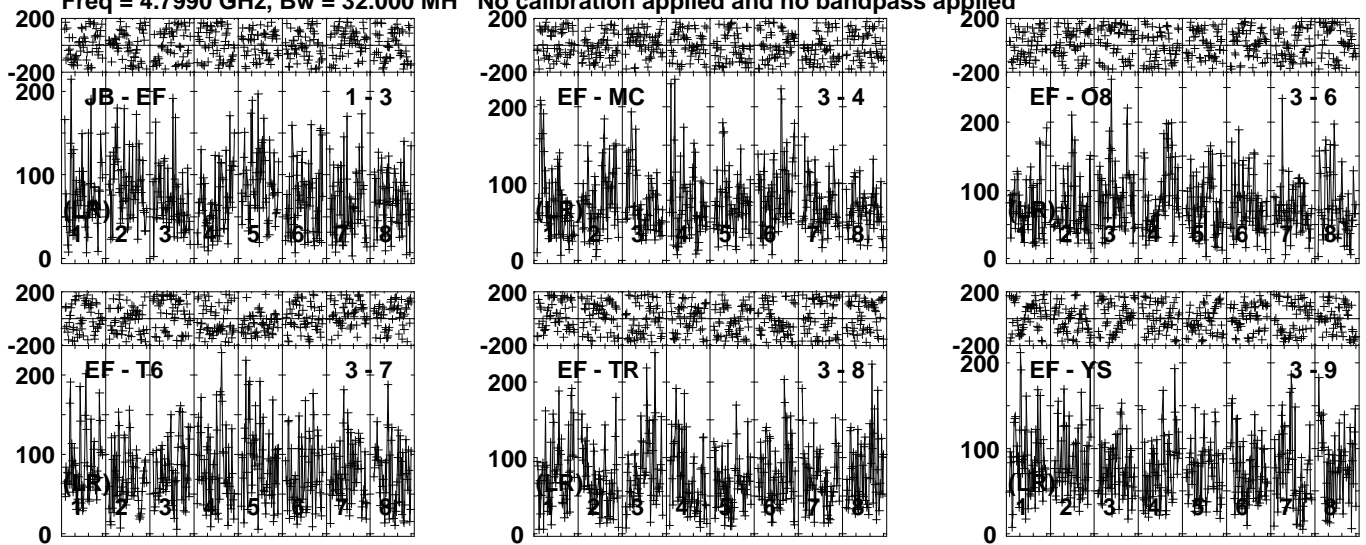 Freq = 4.7990 GHz, Bw = 32.000 MH No calibration applied and no bandpass applied
200
-200
200
100
0
JB - EF 1 - 3
(LR)
1 2 3 4 5 6 7 8
200
-200
200
100
0
EF - MC 3 - 4
(LR)
1 2 3 4 5 6 7 8
200
-200
200
100
0
EF - O8 3 - 6
(LR)
1 2 3 4 5 6 7 8
200
-200
200
100
0
EF - T6 3 - 7
(LR)
1 2 3 4 5 6 7 8
200
-200
200
100
0
EF - TR 3 - 8
(LR)
1 2 3 4 5 6 7 8
200
-200
200
100
0
EF - YS 3 - 9
(LR)
1 2 3 4 5 6 7 8